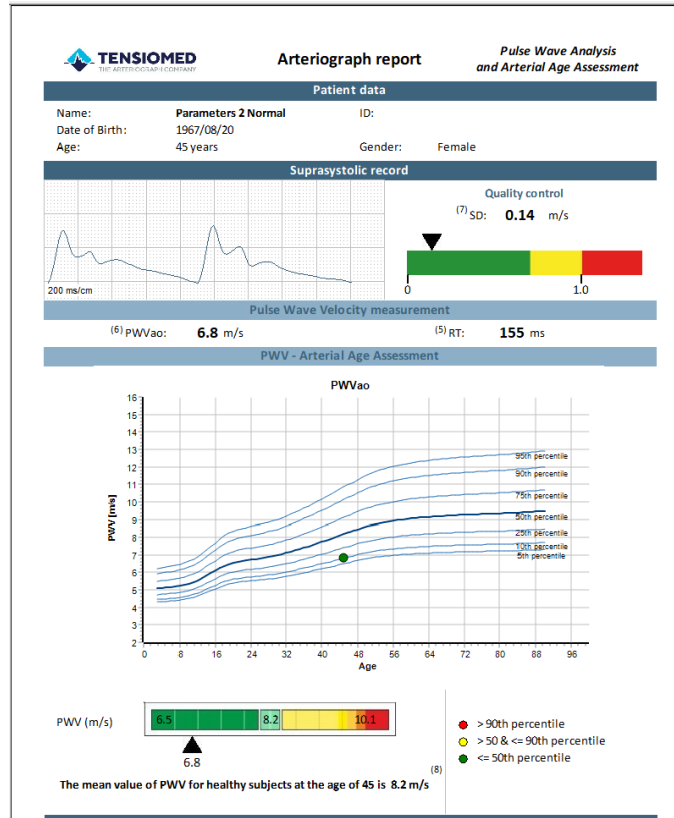 TENSIOMED
THE ARTERIOGRAPH COMPANY
Arteriograph report
Pulse Wave Analysis
and Arterial Age Assessment
Patient data
Name: Parameters 2 Normal ID:
Date of Birth: 1967/08/20
Age: 45 years Gender: Female
Suprasystolic record
Quality control
(7) SD: 0.14 m/s
200 ms/cm
0 1.0
Pulse Wave Velocity measurement
(6) PWVao: 6.8 m/s (5) RT: 155 ms
PWV - Arterial Age Assessment
PWVao
16
15
14
13
12
11
10
9
8
7
6
5
4
3
2
PWV [m/s]
95th percentile
90th percentile
75th percentile
50th percentile
25th percentile
10th percentile
5th percentile
0 8 16 24 32 40 48 56 64 72 80 88 96
Age
PWV (m/s) 6.5 8.2 10.1
6.8
> 90th percentile
> 50 & <= 90th percentile
<= 50th percentile
(8)
The mean value of PWV for healthy subjects at the age of 45 is 8.2 m/s